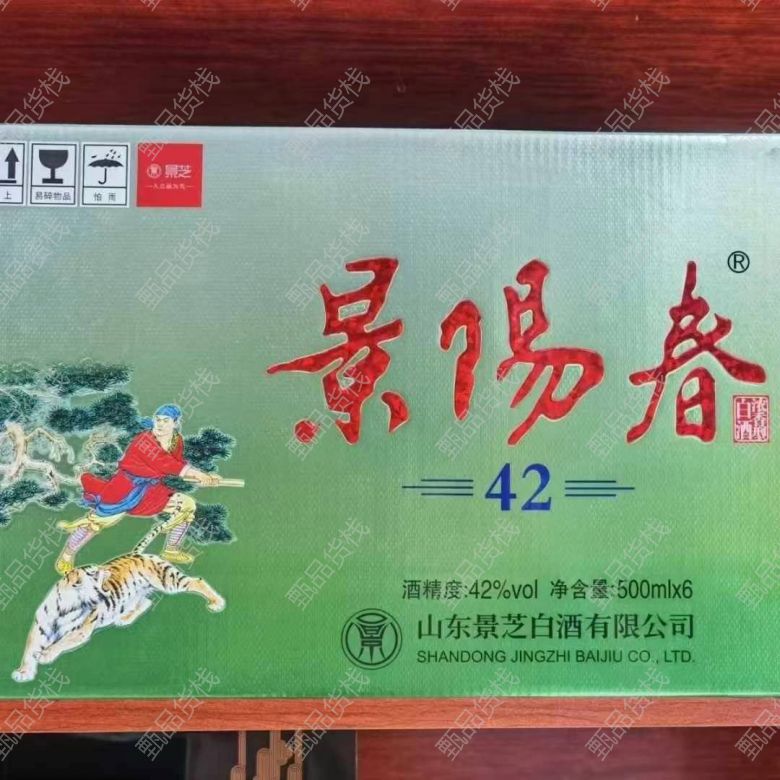 上
易碎物品
怕雨
景芝
景陽春
®
白酒
42
酒精度:42%vol 净含量:500mlx6
山东景芝白酒有限公司
SHANDONG JINGZHI BAIJIU CO., LTD.
甄品货栈